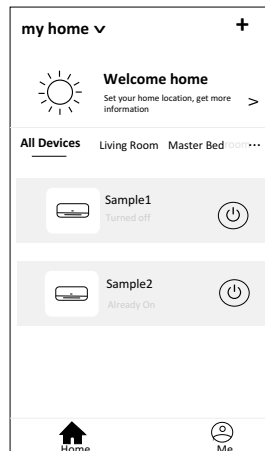 my home
+
Welcome home
Set your home location, get more
information
>
All Devices Living Room Master Bedroom ...
Sample1
Turned off
Sample2
Already On
Home Me